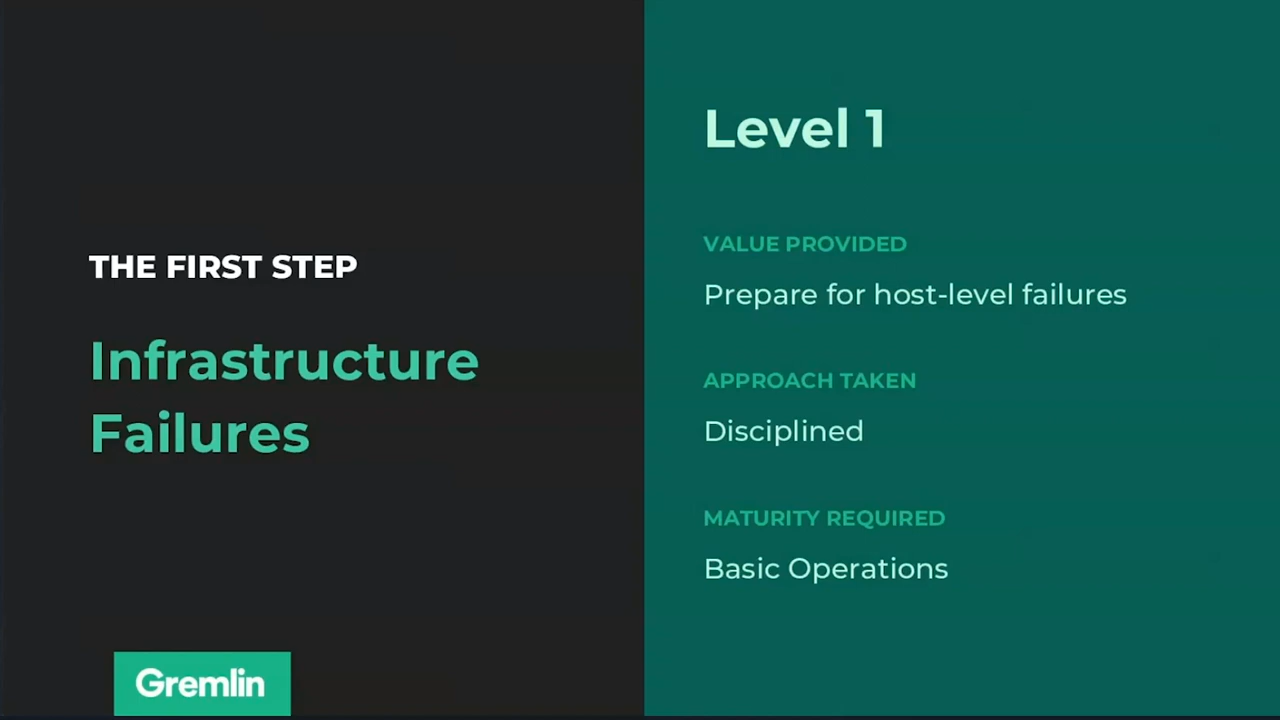 THE FIRST STEP
Infrastructure
Failures
Gremlin
Level 1
VALUE PROVIDED
Prepare for host-level failures
APPROACH TAKEN
Disciplined
MATURITY REQUIRED
Basic Operations